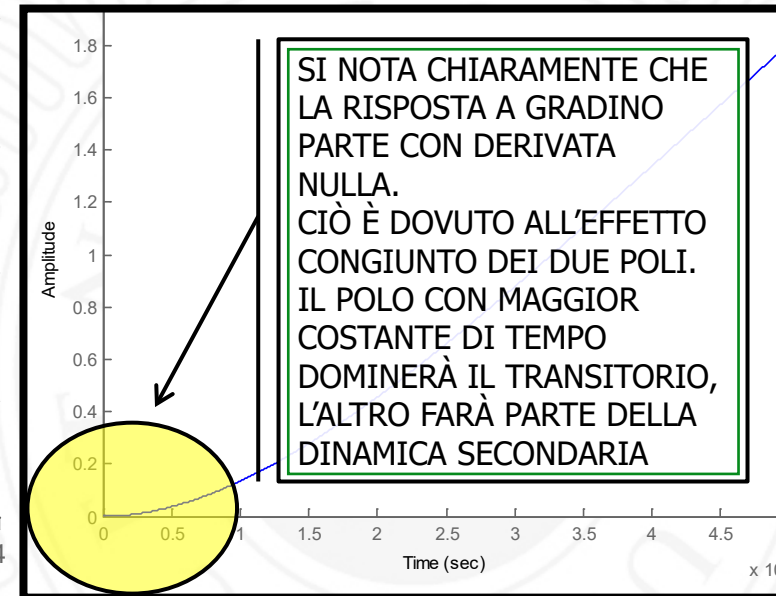 1.8
1.6
1.4
1.2
1
0.8
0.6
0.4
0.2
0
Amplitude
SI NOTA CHIARAMENTE CHE
LA RISPOSTA A GRADINO
PARTE CON DERIVATA
NULLA.
CIÒ È DOVUTO ALL'EFFETTO
CONGIUNTO DEI DUE POLI.
IL POLO CON MAGGIOR
COSTANTE DI TEMPO
DOMINERÀ IL TRANSITORIO,
L'ALTRO FARÀ PARTE DELLA
DINAMICA SECONDARIA
0 0.5 1 1.5 2 2.5 3 3.5 4 4.5
Time (sec)
x 10
4